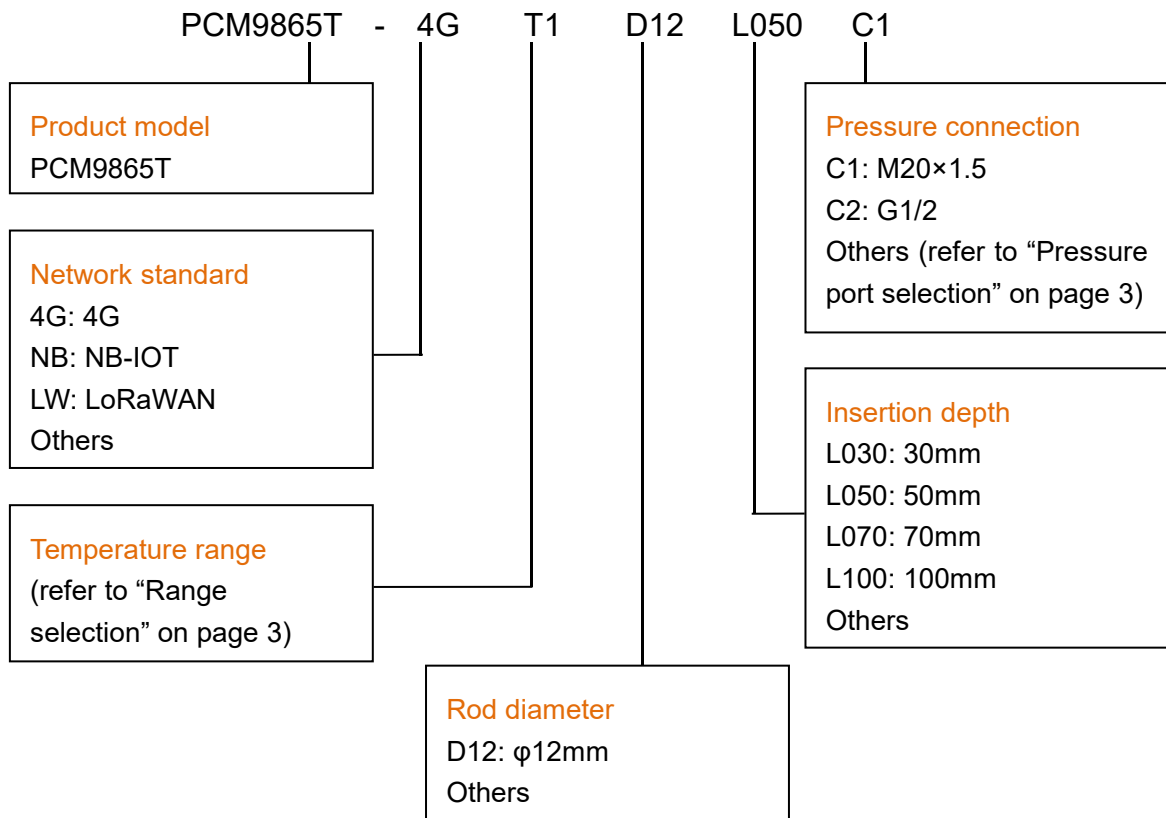 PCM9865T - 4G T1 D12 L050 C1
Product model
PCM9865T
Network standard
4G: 4G
NB: NB-IOT
LW: LoRaWAN
Others
Temperature range
(refer to “Range
selection” on page 3)
Rod diameter
D12: φ12mm
Others
Pressure connection
C1: M20×1.5
C2: G1/2
Others (refer to “Pressure
port selection” on page 3)
Insertion depth
L030: 30mm
L050: 50mm
L070: 70mm
L100: 100mm
Others